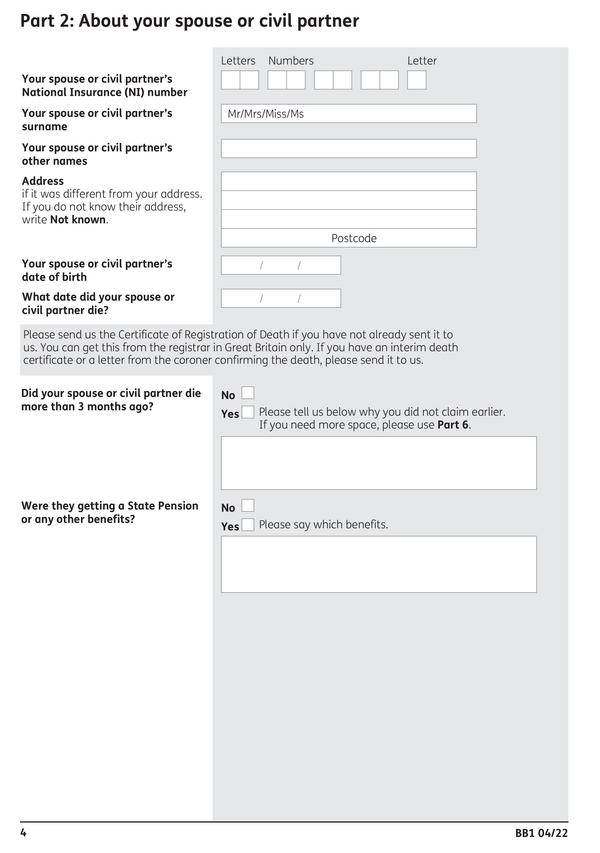 Part 2: About your spouse or civil partner
Letters Numbers Letter
Your spouse or civil partner's
National Insurance (NI) number
Your spouse or civil partner's
surname
Mr/Mrs/Miss/Ms
Your spouse or civil partner's
other names
Address
if it was different from your address.
If you do not know their address,
write Not known.
Postcode
Your spouse or civil partner's
date of birth
/ /
What date did your spouse or
civil partner die?
/ /
Please send us the Certificate of Registration of Death if you have not already sent it to
us. You can get this from the registrar in Great Britain only. If you have an interim death
certificate or a letter from the coroner confirming the death, please send it to us.
Did your spouse or civil partner die
more than 3 months ago?
No
Yes Please tell us below why you did not claim earlier.
If you need more space, please use Part 6.
Were they getting a State Pension
or any other benefits?
No
Yes Please say which benefits.
4 BB1 04/22